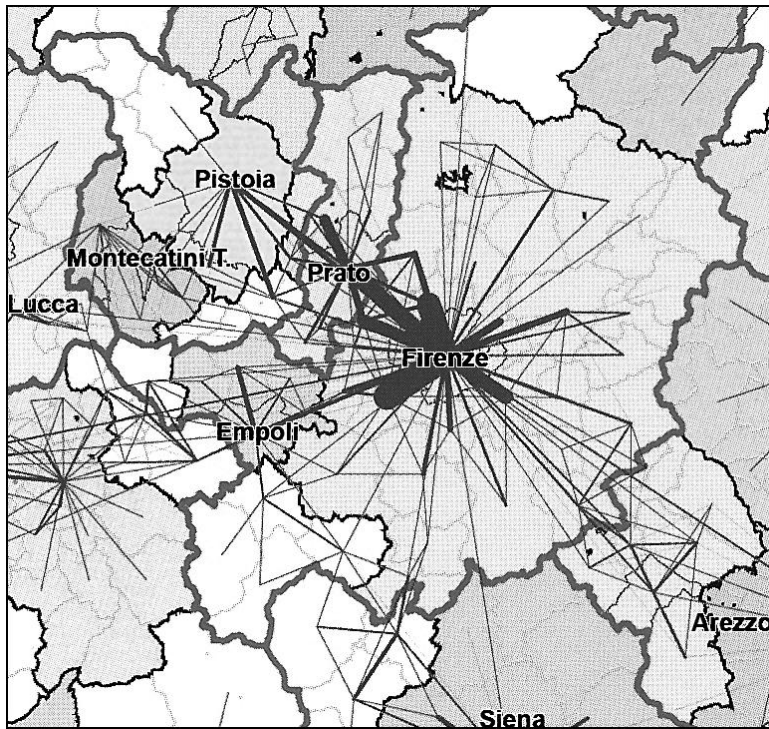 Pistoia
Montecatini T.
Prato
Lucca
Firenze
Empoli
Arezzo
Siena